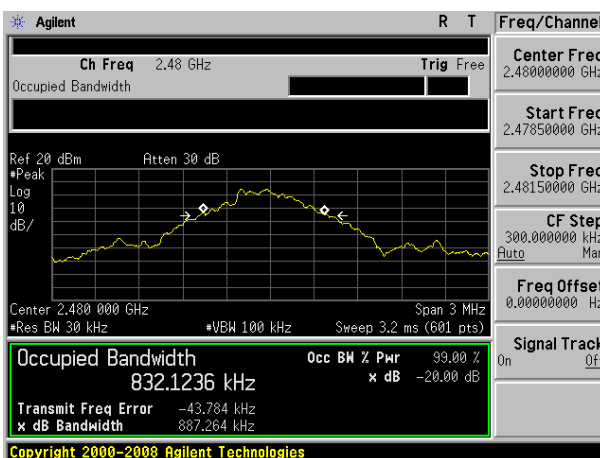 Agilent R T Freq/Channel
Ch Freq 2.48 GHz Trig Free
Occupied Bandwidth
Center Freq
2.48000000 GHz
Start Freq
2.47850000 GHz
Stop Freq
2.48150000 GHz
CF Step
300.000000 kHz
Auto Man
Freq Offset
0.00000000 Hz
Signal Track
On Off
Ref 20 dBm Atten 30 dB
#Peak
Log
10
dB/
Center 2.480 000 GHz Span 3 MHz
#Res BW 30 kHz #VBW 100 kHz Sweep 3.2 ms (601 pts)
Occupied Bandwidth Occ BW % Pwr 99.00 %
832.1236 kHz x dB -20.00 dB
Transmit Freq Error -43.784 kHz
x dB Bandwidth 887.264 kHz
Copyright 2000-2008 Agilent Technologies